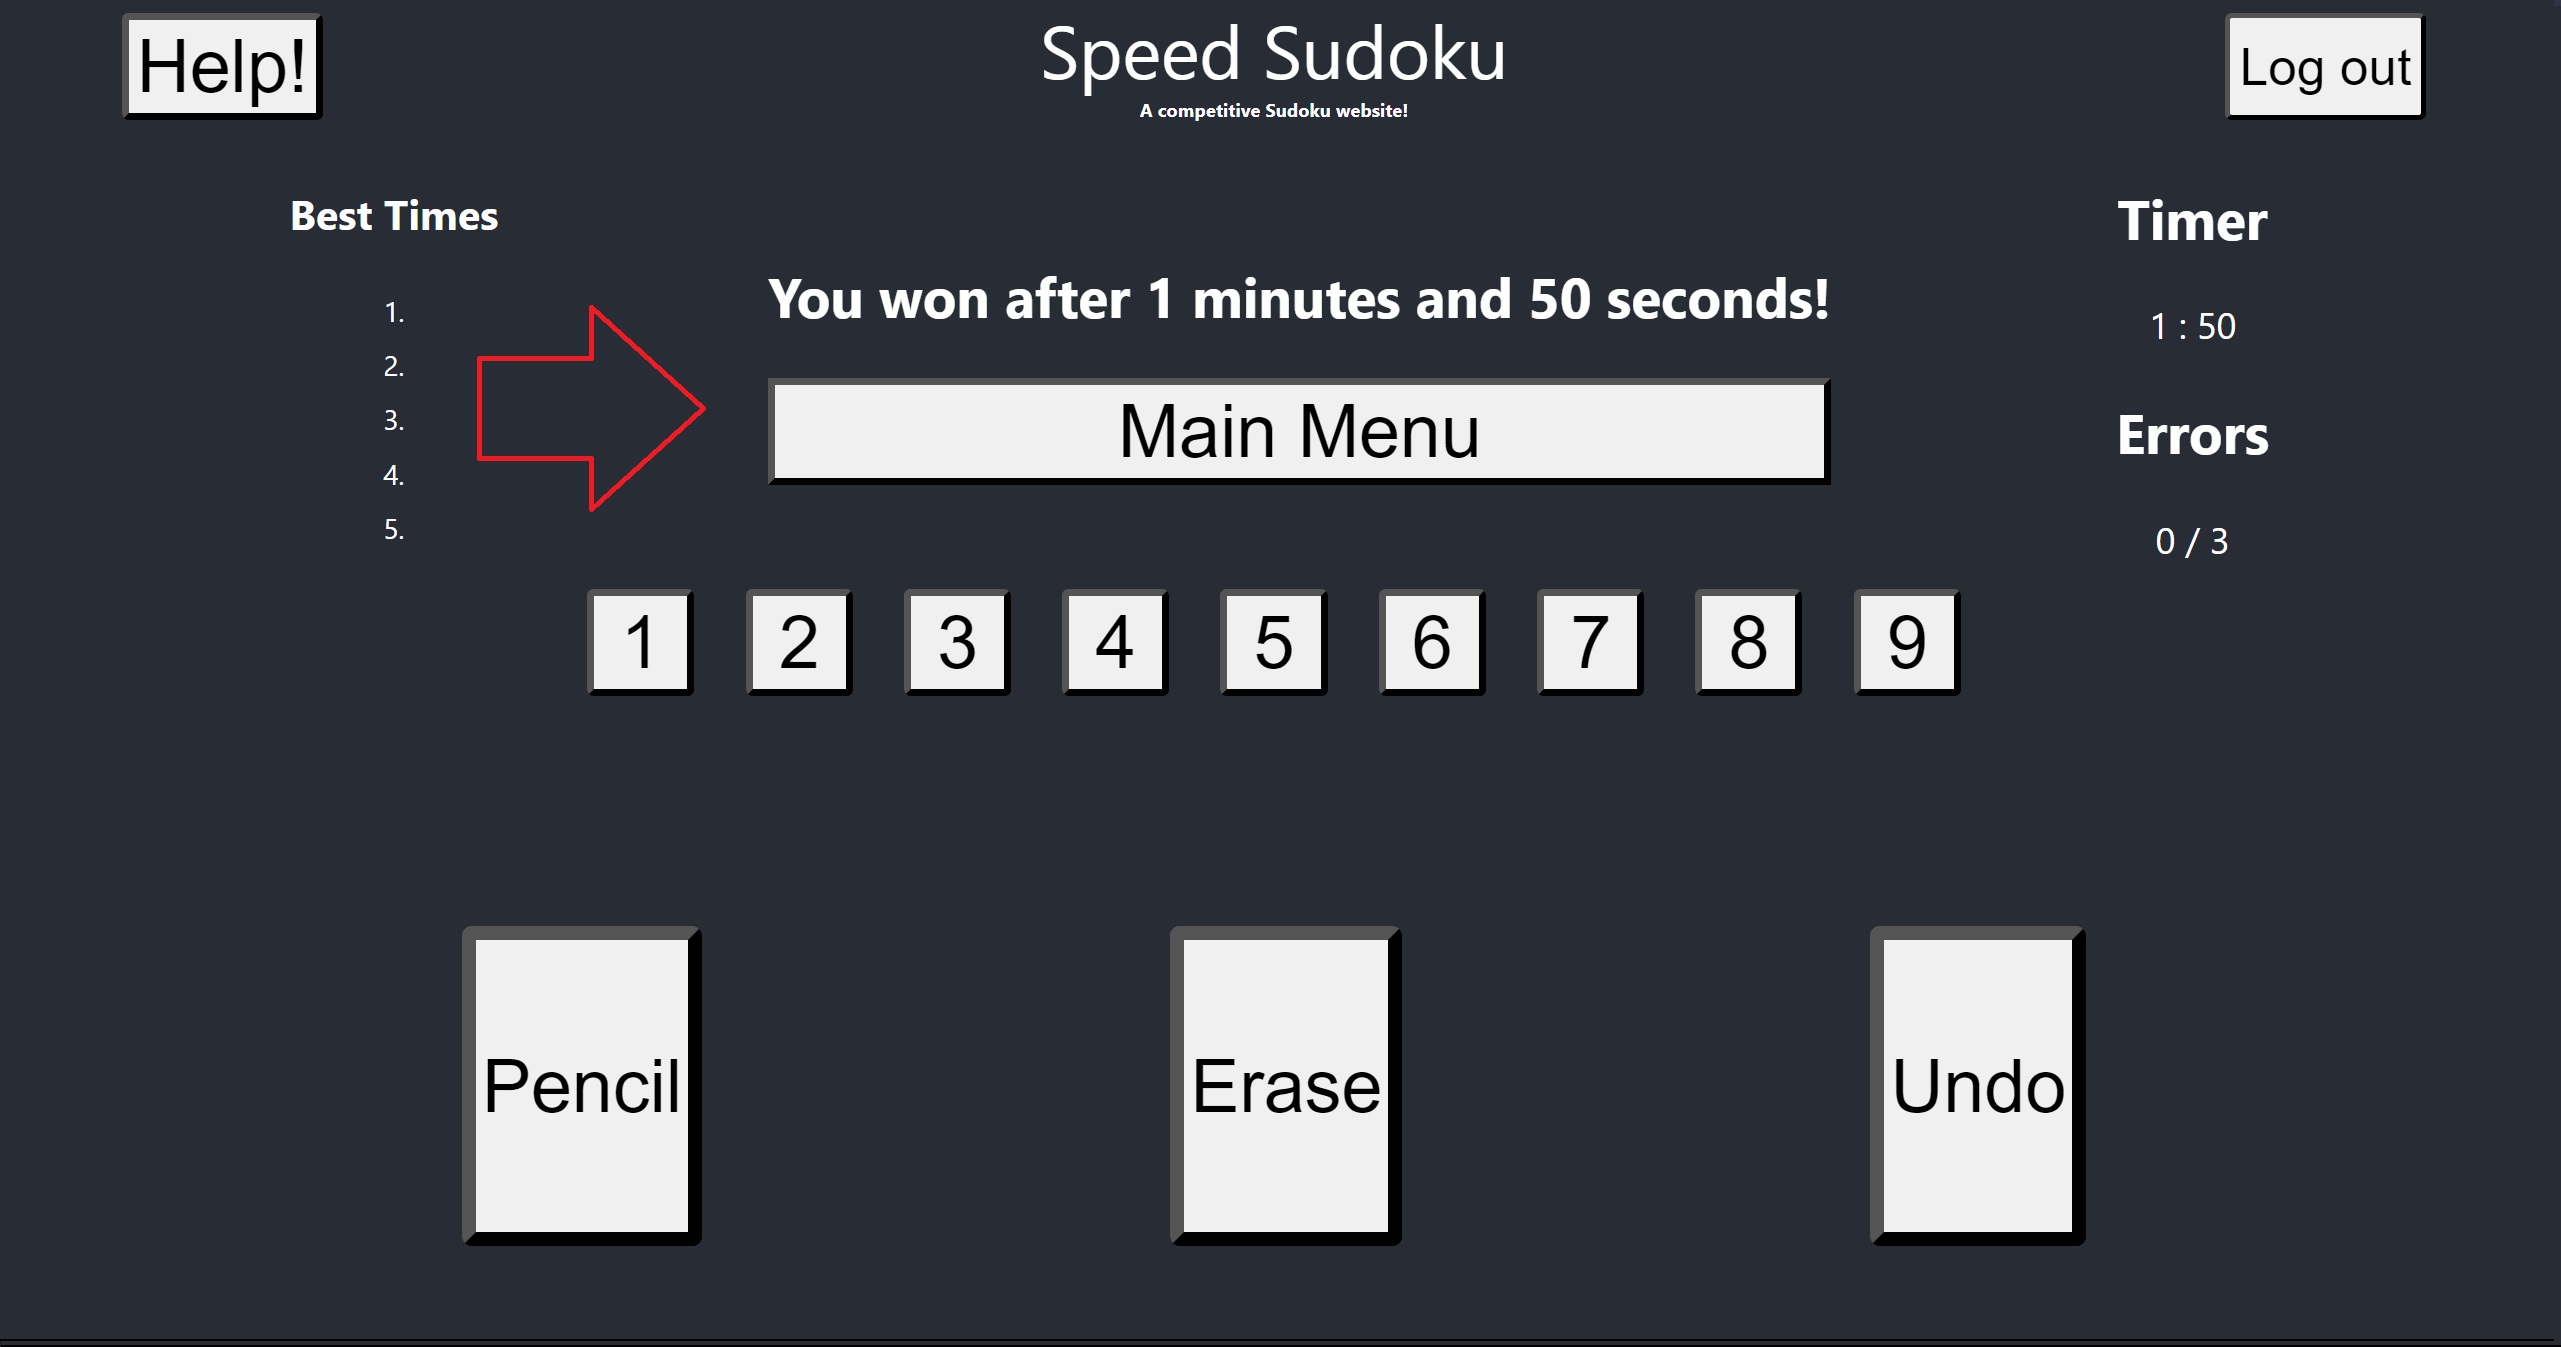 Help!
Speed Sudoku
A competitive Sudoku website!
Log out
Best Times
1.
2.
3.
4.
5.
You won after 1 minutes and 50 seconds!
Main Menu
Timer
1 : 50
Errors
0 / 3
1 2 3 4 5 6 7 8 9
Pencil
Erase
Undo